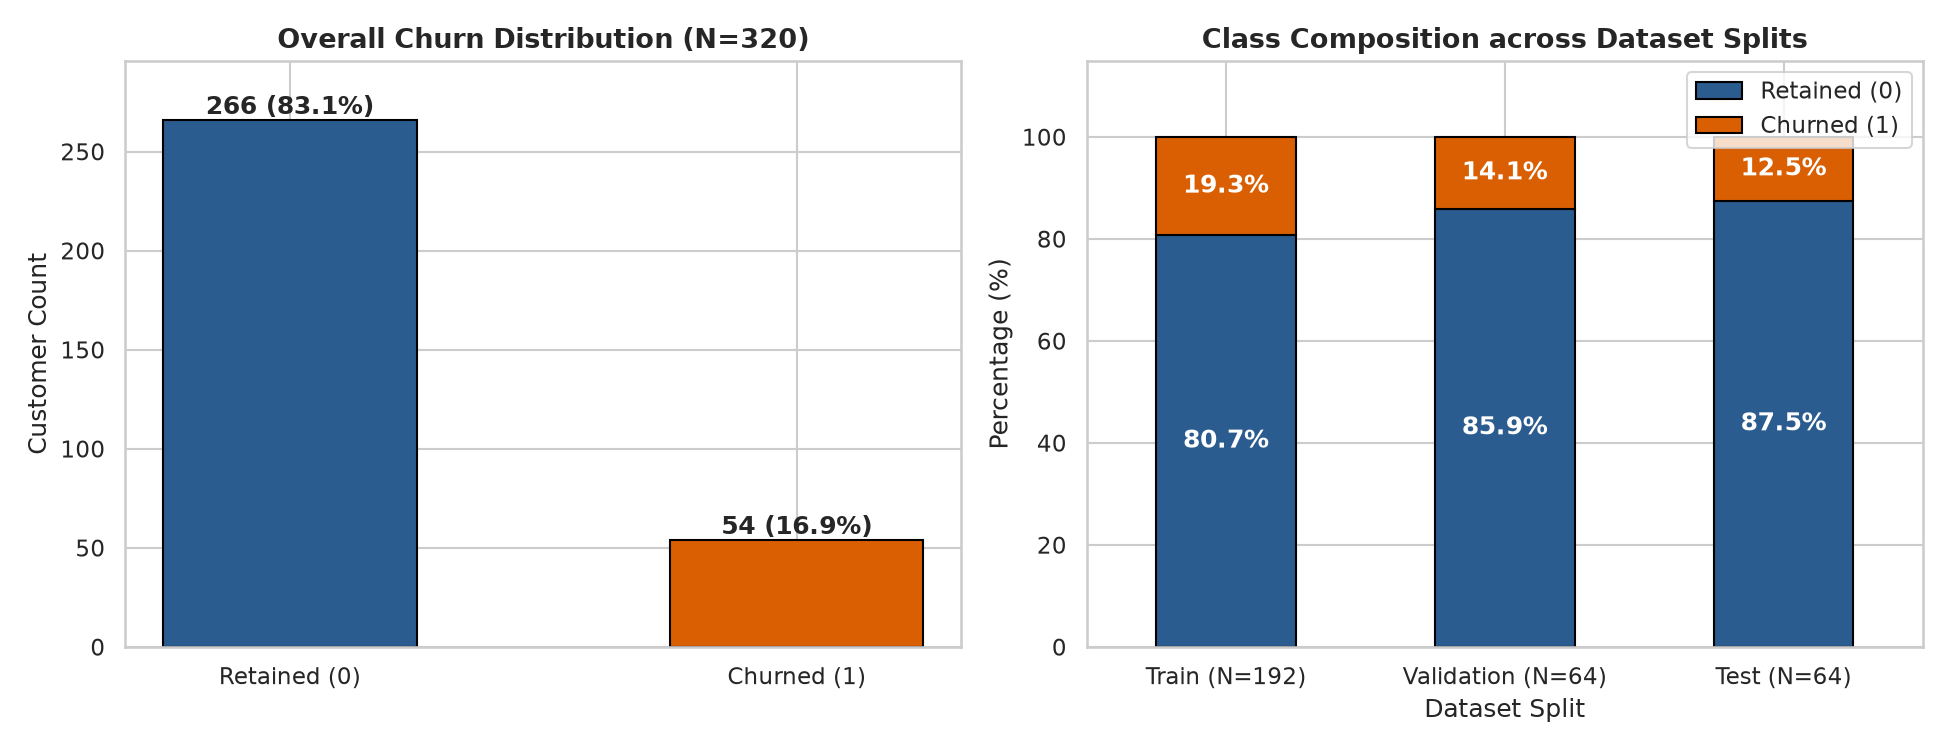 Overall Churn Distribution (N=320)
Customer Count
250
200
150
100
50
0
266 (83.1%)
54 (16.9%)
Retained (0)
Churned (1)
Class Composition across Dataset Splits
Retained (0)
Churned (1)
Percentage (%)
100
80
60
40
20
0
19.3%
14.1%
12.5%
80.7%
85.9%
87.5%
Train (N=192)
Validation (N=64)
Test (N=64)
Dataset Split